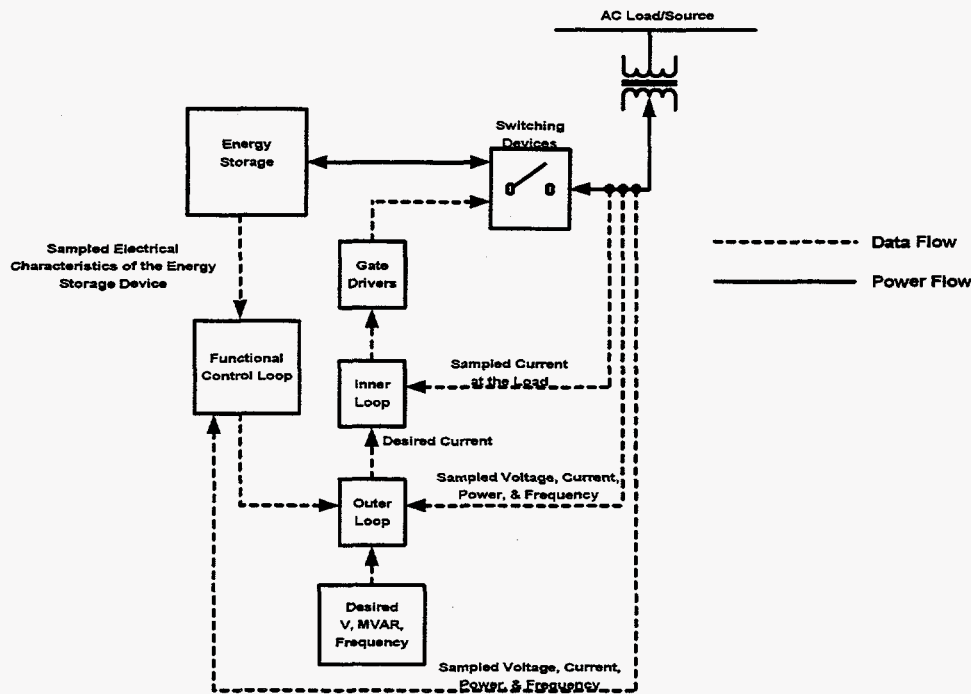 AC Load/Source
Switching
Devices
Energy
Storage
Sampled Electrical
Characteristics of the Energy
Storage Device
Gate
Drivers
Data Flow
Power Flow
Functional
Control Loop
Inner
Loop
Sampled Current
at the Load
Desired Current
Outer
Loop
Sampled Voltage, Current,
Power, & Frequency
Desired
V, MVAR,
Frequency
Sampled Voltage, Current,
Power, & Frequency